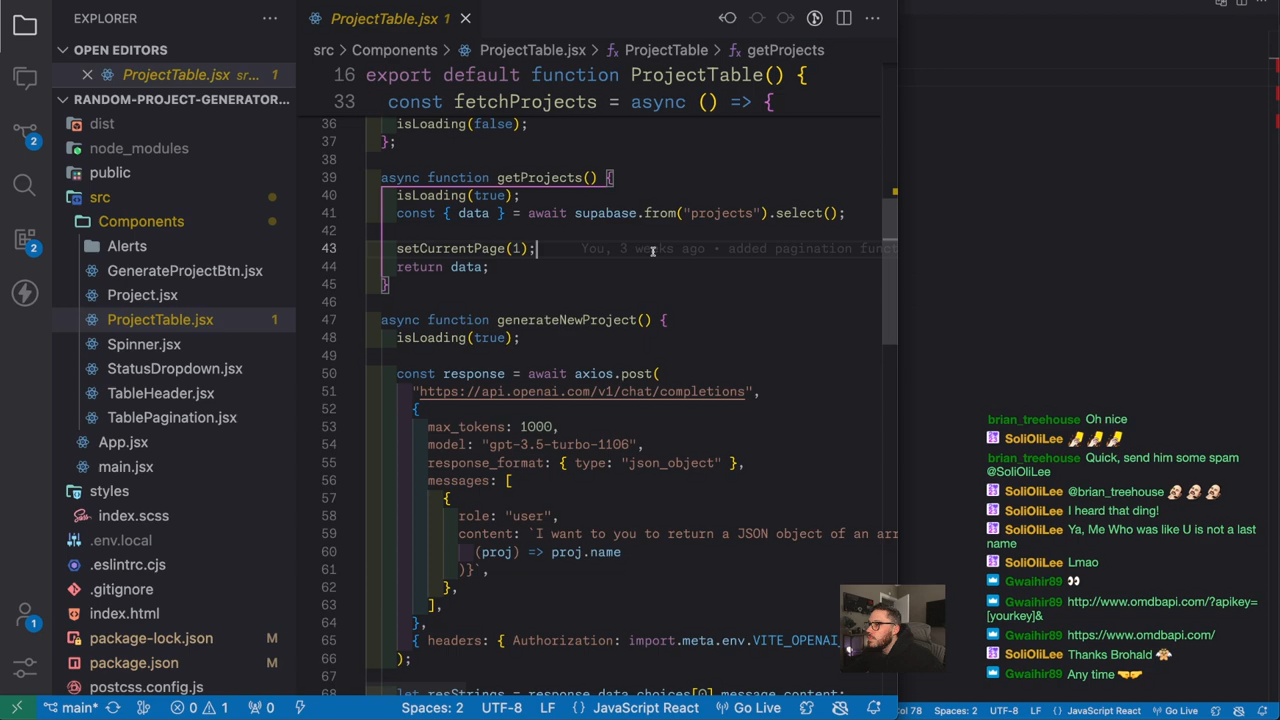 EXPLORER
OPEN EDITORS
ProjectTable.jsx sr... 1
RANDOM-PROJECT-GENERATOR...
dist
node_modules
public
src
Components
Alerts
GenerateProjectBtn.jsx
Project.jsx
ProjectTable.jsx 1
Spinner.jsx
StatusDropdown.jsx
TableHeader.jsx
TablePagination.jsx
App.jsx
main.jsx
styles
index.scss
.env.local
.eslintrc.cjs
.gitignore
index.html
package-lock.json M
package.json M
postcss.config.js
2
2
1
ProjectTable.jsx 1
src > Components > ProjectTable.jsx > ProjectTable > getProjects
16 export default function ProjectTable() {
33 const fetchProjects = async () => {
36 isLoading(false);
37 };
38
39 async function getProjects() {
40 isLoading(true);
41 const { data } = await supabase.from("projects").select();
42
43 setCurrentPage(1); You, 3 weeks ago • added pagination funct
44 return data;
45 }
46
47 async function generateNewProject() {
48 isLoading(true);
49
50 const response = await axios.post(
51 "https://api.openai.com/v1/chat/completions",
52 {
53 max_tokens: 1000,
54 model: "gpt-3.5-turbo-1106",
55 response_format: { type: "json_object" },
56 messages: [
57 {
58 role: "user",
59 content: `I want to you to return a JSON object of an arr
60 (proj) => proj.name
61 )}`,
62 },
63 ],
64 },
65 { headers: { Authorization: import.meta.env.VITE_OPENAI_
66 );
68 let resStrings = response.data.choices[0].message.content;
main* 0 1 0 Spaces: 2 UTF-8 LF {} JavaScript React Go Live
brian_treehouse Oh nice
SoliOliLee
brian_treehouse Quick, send him some spam
@SoliOliLee
SoliOliLee @brian_treehouse
SoliOliLee I heard that ding!
SoliOliLee Ya, Me Who was like U is not a last
name
SoliOliLee Lmao
Gwaihir89
Gwaihir89 http://www.omdbapi.com/?apikey=
[yourkey]&
Gwaihir89 https://www.omdbapi.com/
SoliOliLee Thanks Brohald
Gwaihir89 Any time
Col 78 Spaces: 2 UTF-8 LF {} JavaScript React Go Live